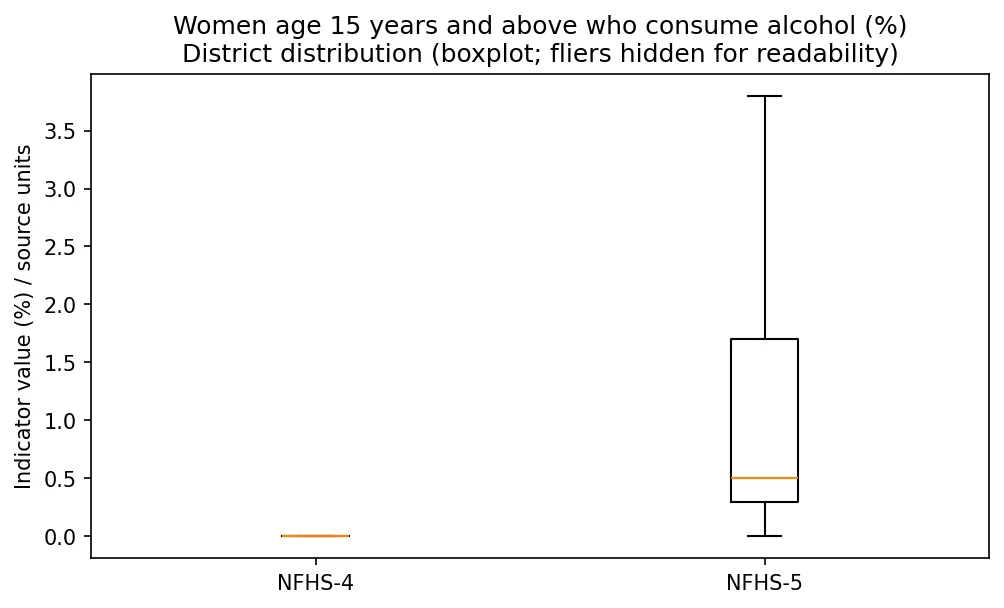 Women age 15 years and above who consume alcohol (%)
District distribution (boxplot; fliers hidden for readability)
Indicator value (%) / source units
3.5
3.0
2.5
2.0
1.5
1.0
0.5
0.0
NFHS-4
NFHS-5